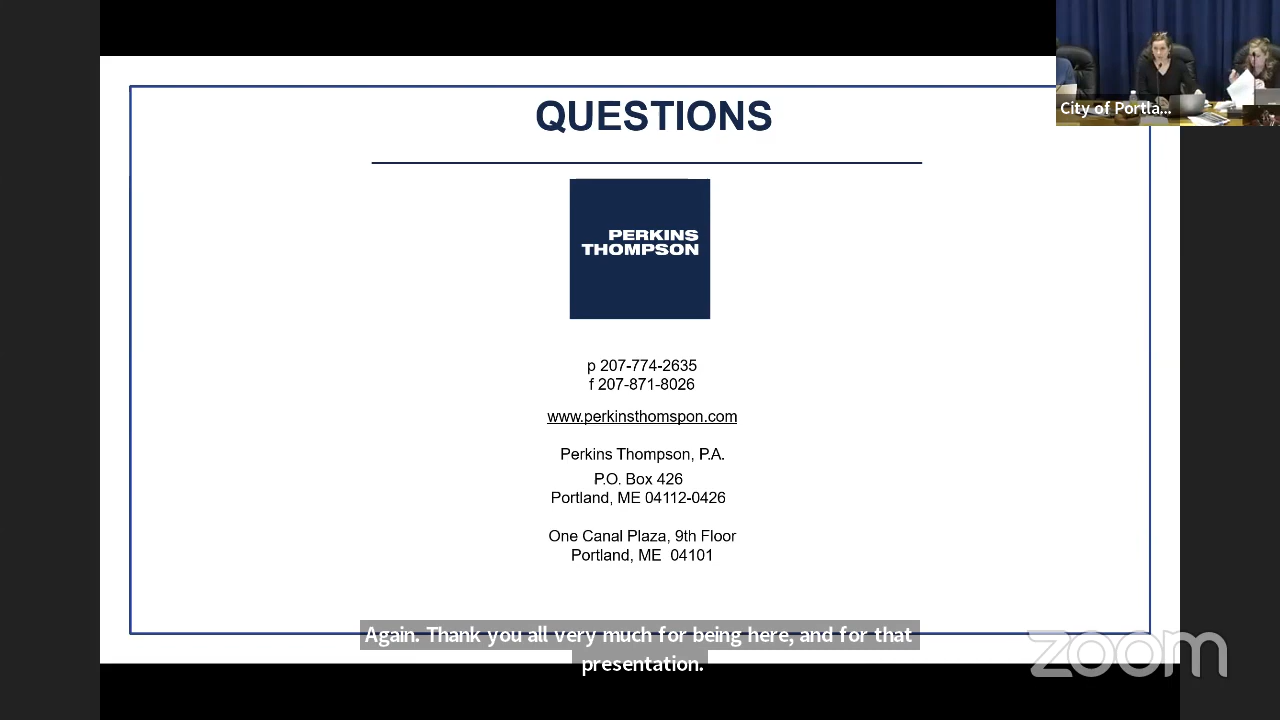 QUESTIONS
City of Portla...
PERKINS
THOMPSON
p 207-774-2635
f 207-871-8026
www.perkinsthomspon.com
Perkins Thompson, P.A.
P.O. Box 426
Portland, ME 04112-0426
One Canal Plaza, 9th Floor
Portland, ME 04101
Again. Thank you all very much for being here, and for that
presentation.
zoom